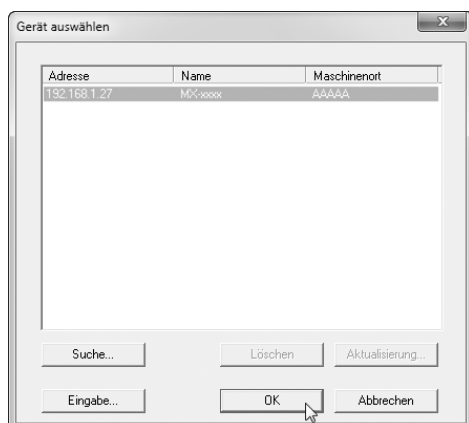 Gerät auswählen
Adresse Name Maschinenort
192.168.1.27 MX-xxxx AAAAA
Suche... Löschen Aktualisierung...
Eingabe... OK Abbrechen